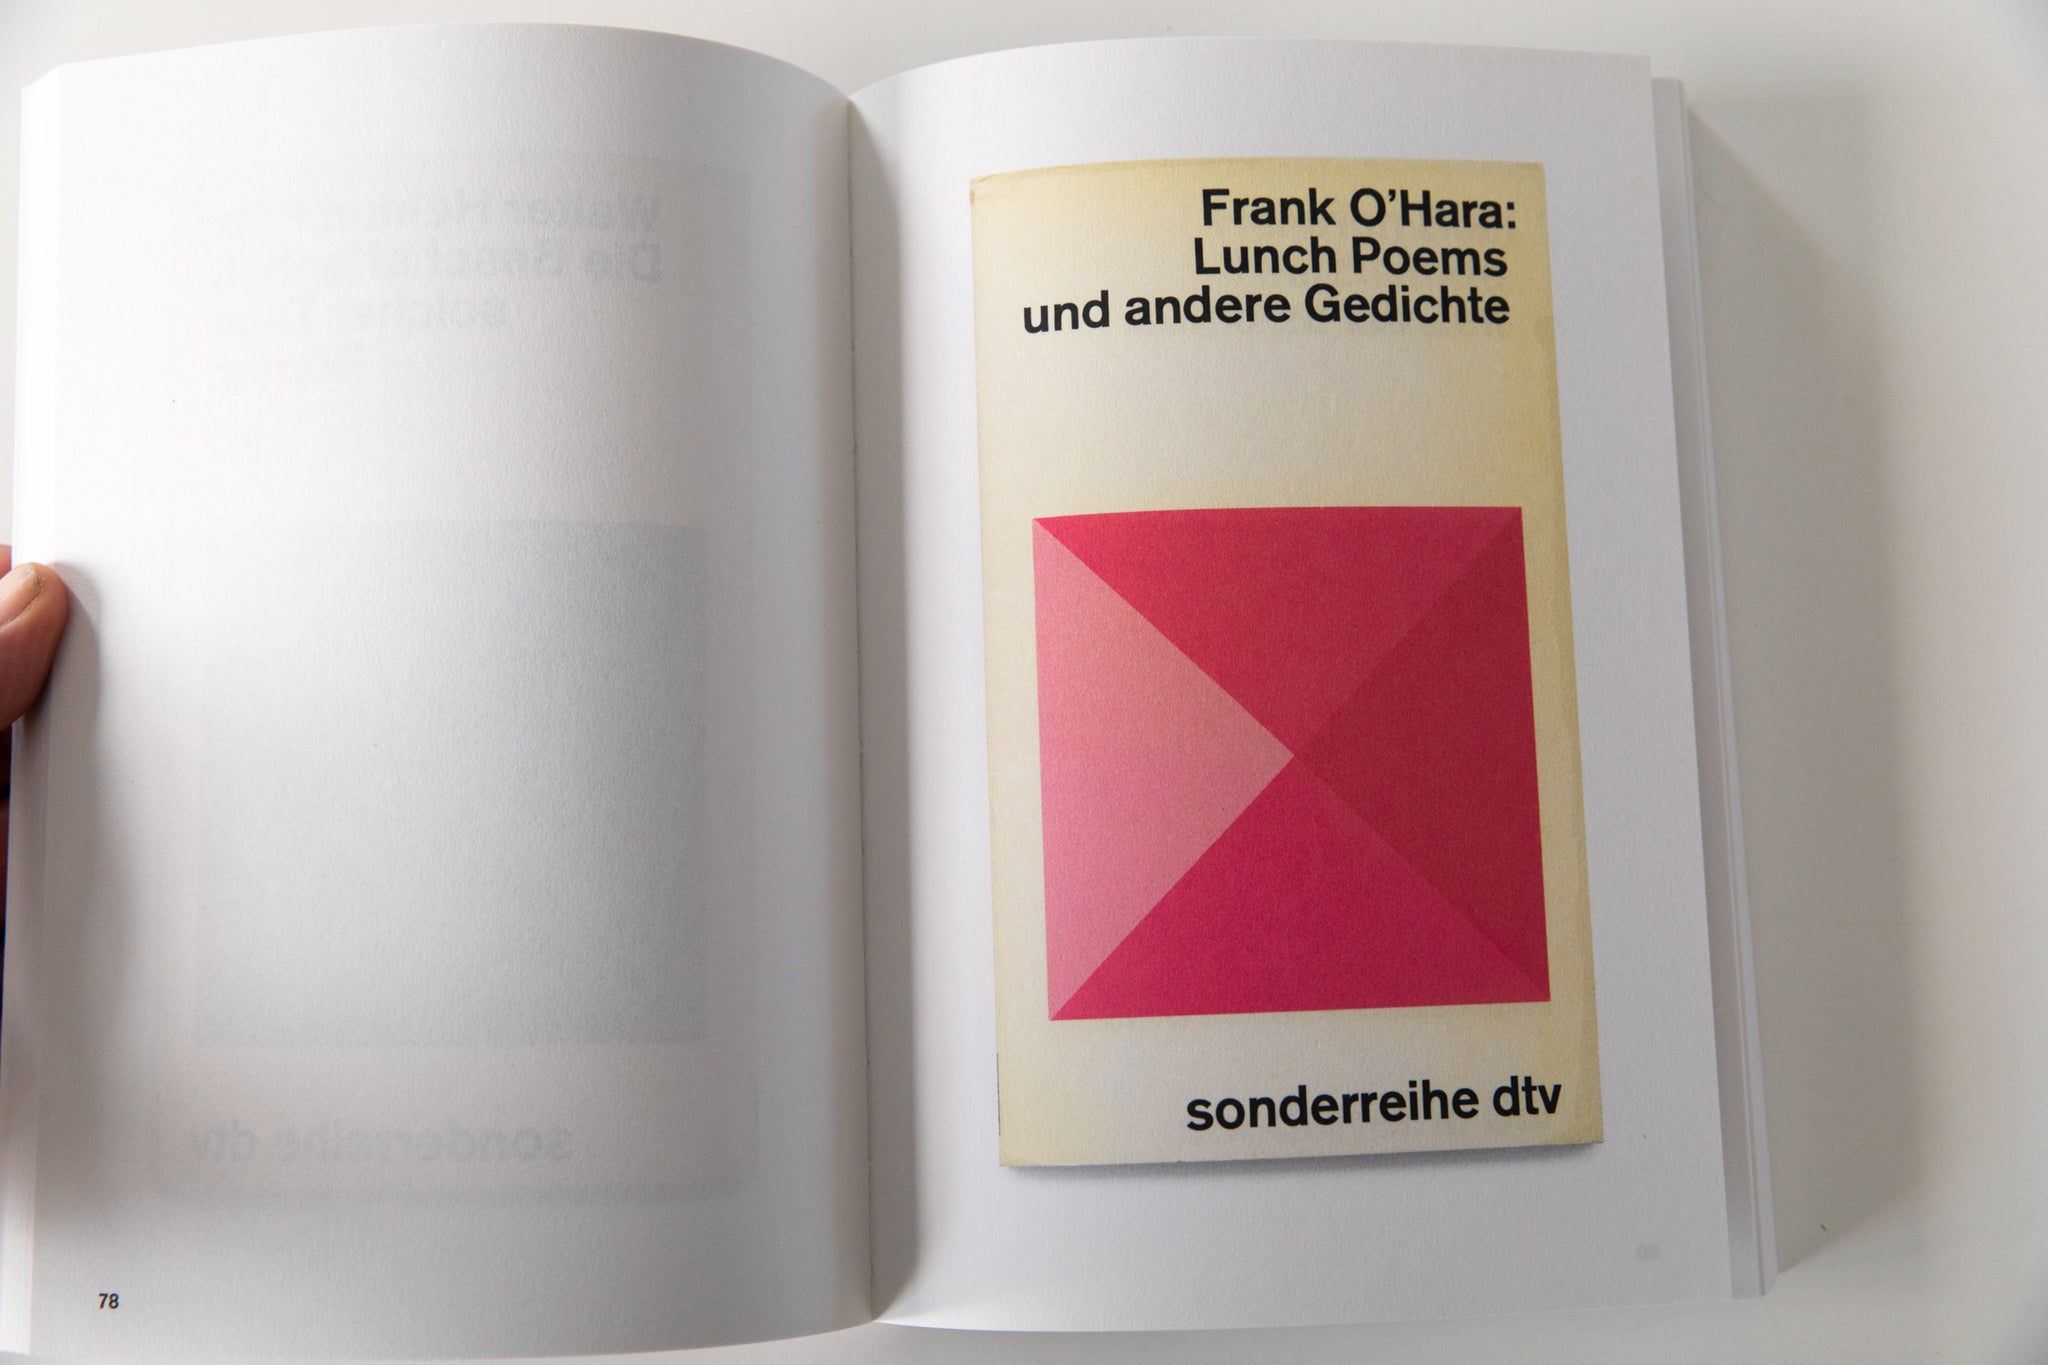 78
Frank O'Hara:
Lunch Poems
und andere Gedichte
sonderreihe dtv